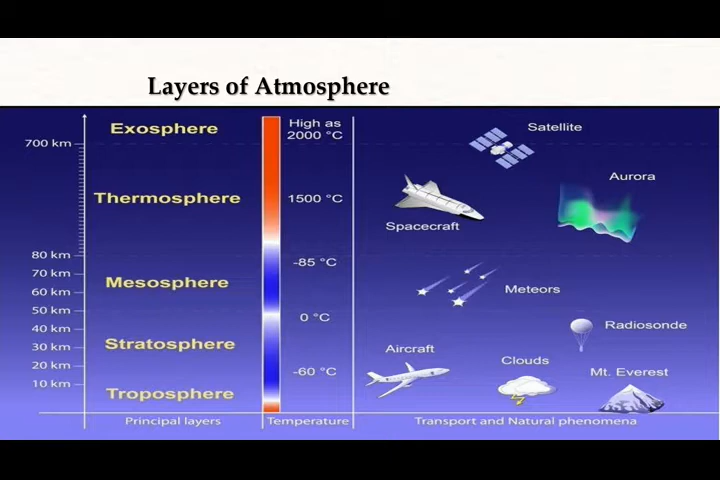 Layers of Atmosphere
Exosphere
High as
2000 °C
Satellite
700 km
Aurora
Thermosphere
1500 °C
Spacecraft
80 km
-85 °C
70 km
Mesosphere
Meteors
60 km
50 km
0 °C
Radiosonde
40 km
Stratosphere
30 km
Aircraft
Clouds
20 km
-60 °C
Mt. Everest
10 km
Troposphere
Principal layers
Temperature
Transport and Natural phenomena